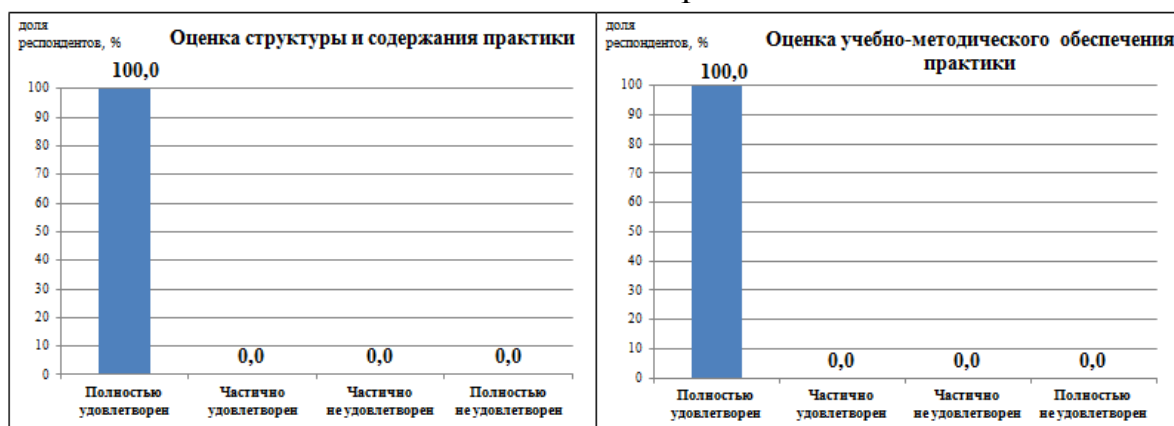 доля
респондентов, %
Оценка структуры и содержания практики
100,0
100
90
80
70
60
50
40
30
20
10
0
0,0 0,0 0,0
Полностью удовлетворен
Частично удовлетворен
Частично не удовлетворен
Полностью не удовлетворен
доля
респондентов, %
Оценка учебно-методического обеспечения
практики
100,0
100
90
80
70
60
50
40
30
20
10
0
0,0 0,0 0,0
Полностью удовлетворен
Частично удовлетворен
Частично не удовлетворен
Полностью не удовлетворен